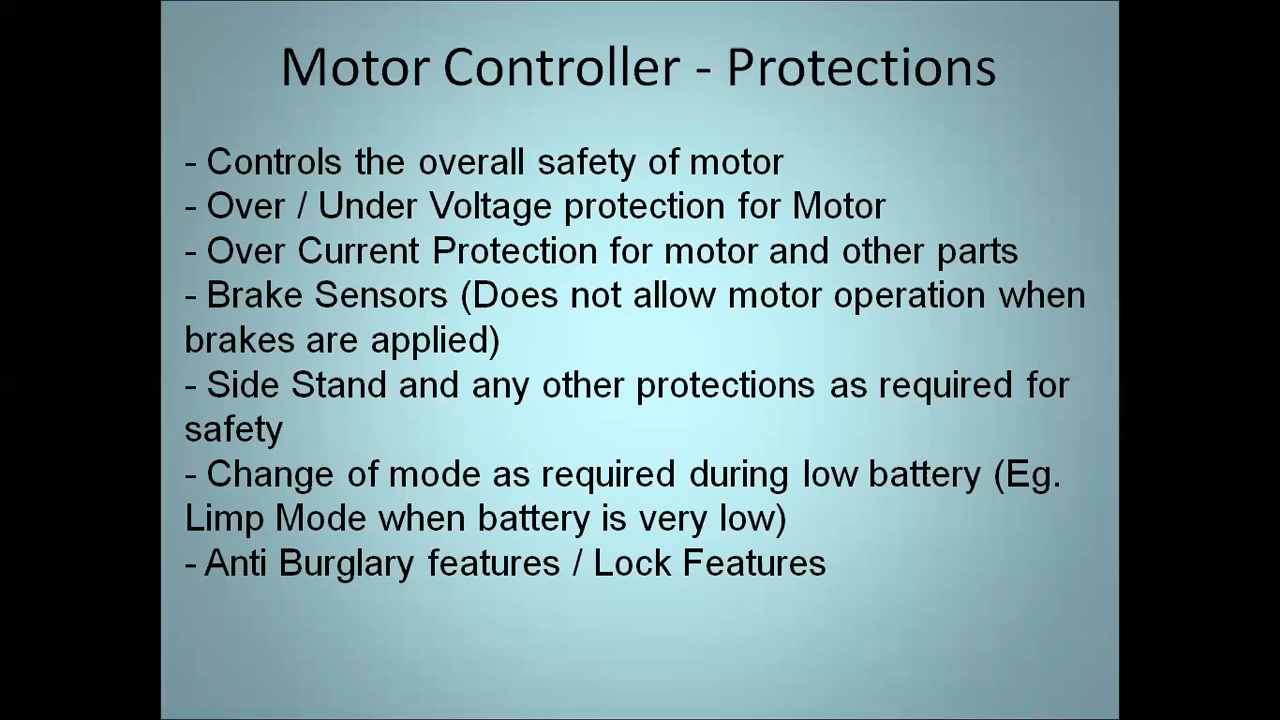 Motor Controller - Protections
- Controls the overall safety of motor
- Over / Under Voltage protection for Motor
- Over Current Protection for motor and other parts
- Brake Sensors (Does not allow motor operation when
brakes are applied)
- Side Stand and any other protections as required for
safety
- Change of mode as required during low battery (Eg.
Limp Mode when battery is very low)
- Anti Burglary features / Lock Features